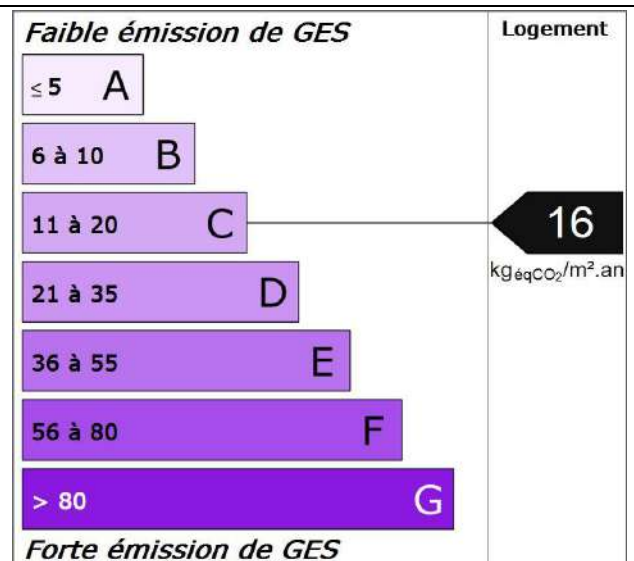 Faible émission de GES
Logement
≤ 5 A
6 à 10 B
11 à 20 C
16
kgéqCO₂/m².an
21 à 35 D
36 à 55 E
56 à 80 F
> 80 G
Forte émission de GES